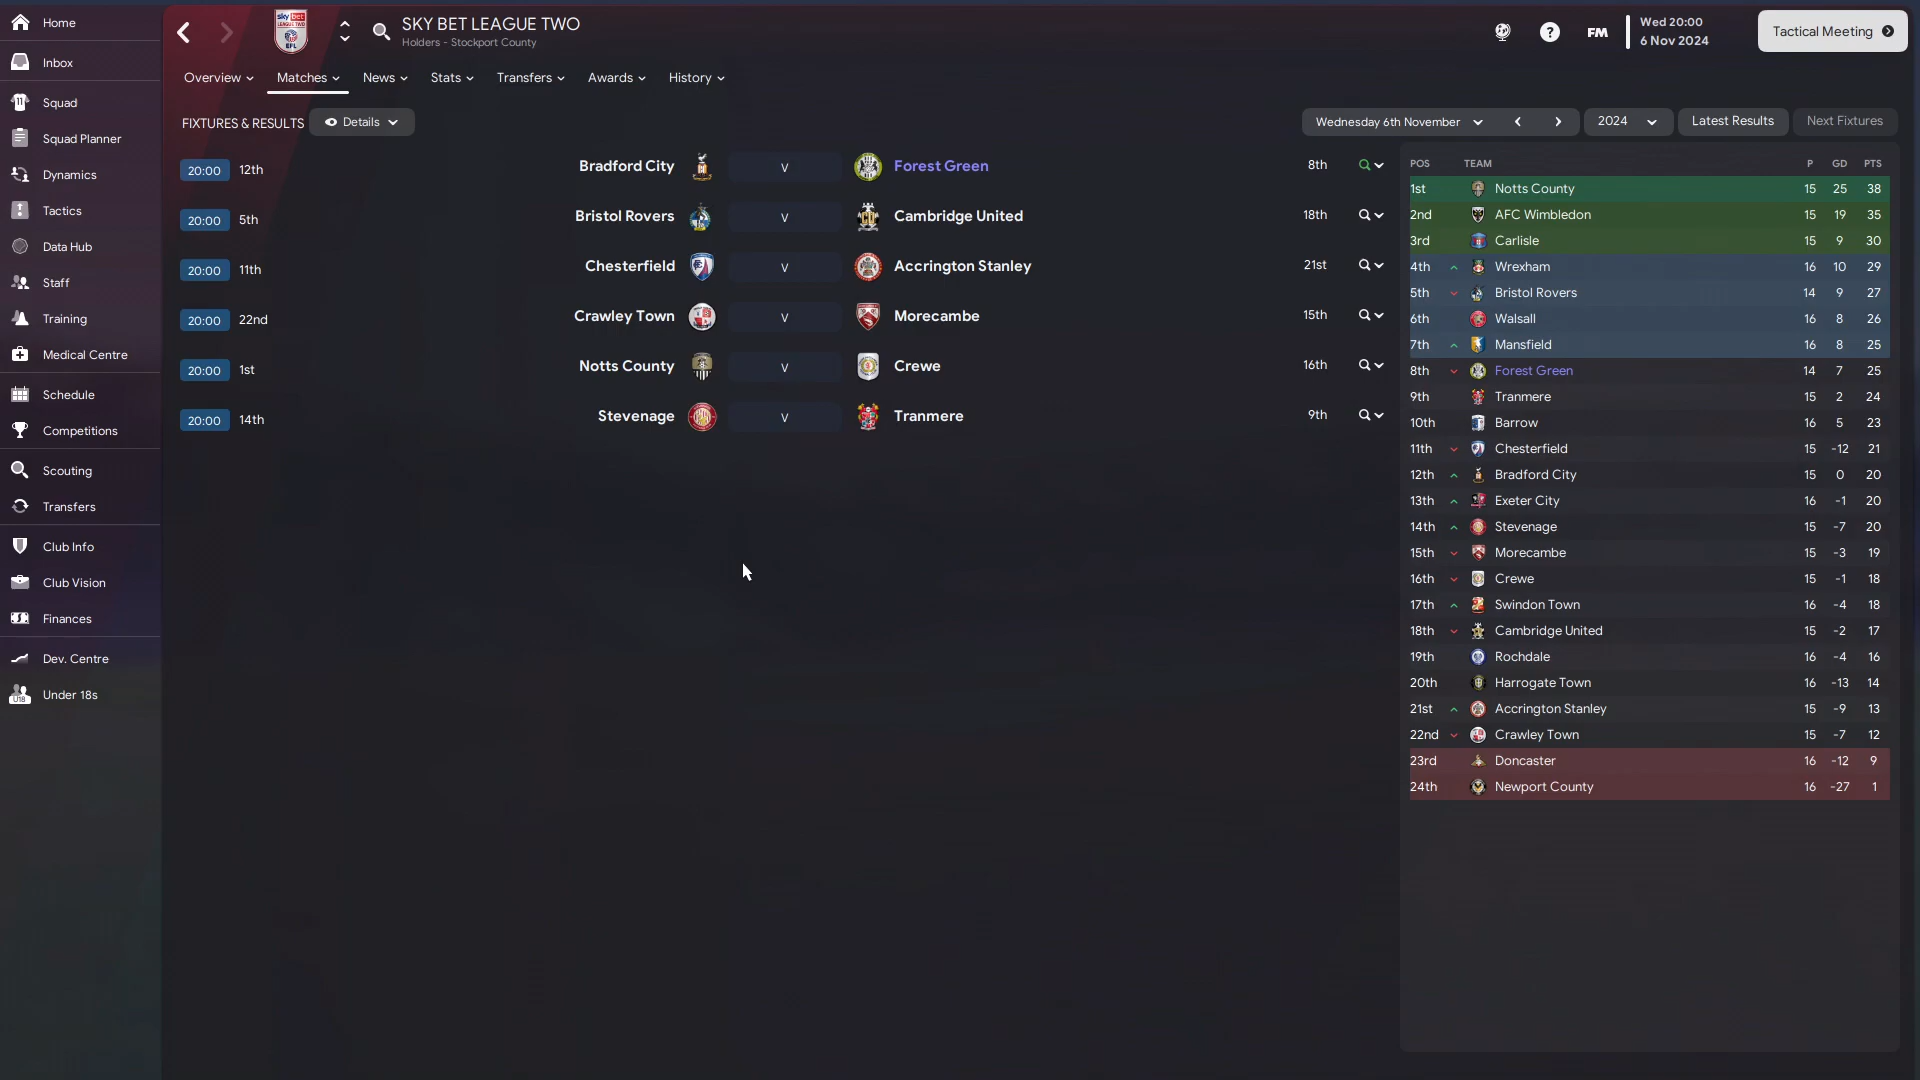 Home
Inbox
Squad
Squad Planner
Dynamics
Tactics
Data Hub
Staff
Training
Medical Centre
Schedule
Competitions
Scouting
Transfers
Club Info
Club Vision
Finances
Dev. Centre
Under 18s
SKY BET LEAGUE TWO
Holders - Stockport County
FM
Wed 20:00
6 Nov 2024
Tactical Meeting
Overview Matches News Stats Transfers Awards History
FIXTURES & RESULTS Details
Wednesday 6th November 2024 Latest Results Next Fixtures
20:00 12th Bradford City v Forest Green 8th
20:00 5th Bristol Rovers v Cambridge United 18th
20:00 11th Chesterfield v Accrington Stanley 21st
20:00 22nd Crawley Town v Morecambe 15th
20:00 1st Notts County v Crewe 16th
20:00 14th Stevenage v Tranmere 9th
POS TEAM P GD PTS
1st Notts County 15 25 38
2nd AFC Wimbledon 15 19 35
3rd Carlisle 15 9 30
4th Wrexham 16 10 29
5th Bristol Rovers 14 9 27
6th Walsall 16 8 26
7th Mansfield 16 8 25
8th Forest Green 14 7 25
9th Tranmere 15 2 24
10th Barrow 16 5 23
11th Chesterfield 15 -12 21
12th Bradford City 15 0 20
13th Exeter City 16 -1 20
14th Stevenage 15 -7 20
15th Morecambe 15 -3 19
16th Crewe 15 -1 18
17th Swindon Town 16 -4 18
18th Cambridge United 15 -2 17
19th Rochdale 16 -4 16
20th Harrogate Town 16 -13 14
21st Accrington Stanley 15 -9 13
22nd Crawley Town 15 -7 12
23rd Doncaster 16 -12 9
24th Newport County 16 -27 1